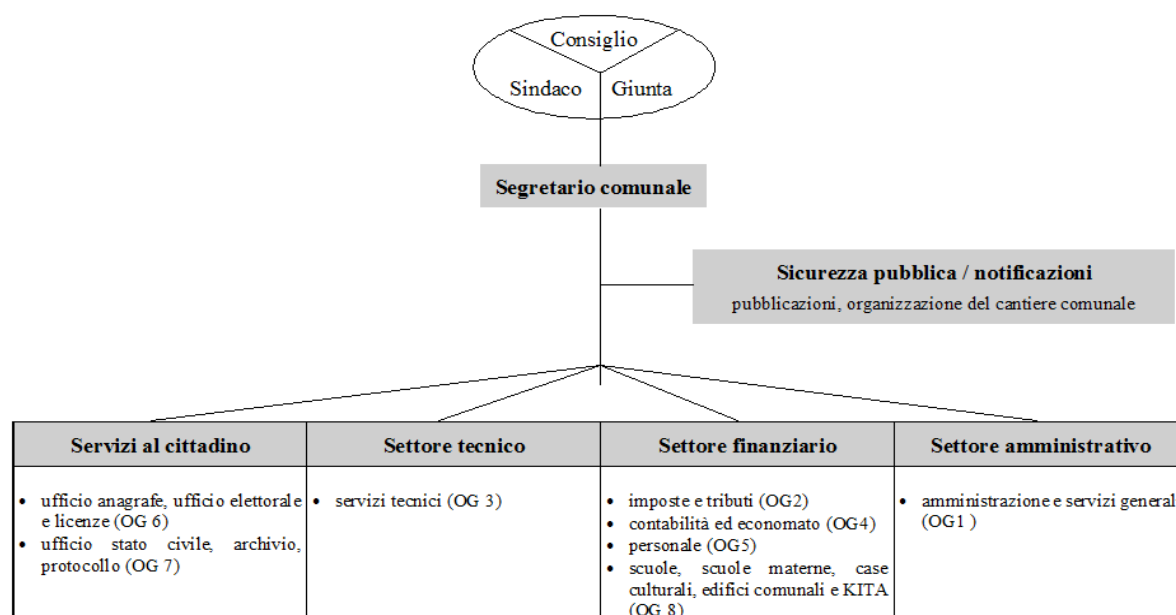 Consiglio
Sindaco
Giunta
Segretario comunale
Sicurezza pubblica / notificazioni
pubblicazioni, organizzazione del cantiere comunale
Servizi al cittadino
Settore tecnico
Settore finanziario
Settore amministrativo
• ufficio anagrafe, ufficio elettorale
e licenze (OG 6)
• ufficio stato civile, archivio,
protocollo (OG 7)
• servizi tecnici (OG 3)
• imposte e tributi (OG2)
• contabilità ed economato (OG4)
• personale (OG5)
• scuole, scuole materne, case
culturali, edifici comunali e KITA
(OG 8)
• amministrazione e servizi general
(OG1 )